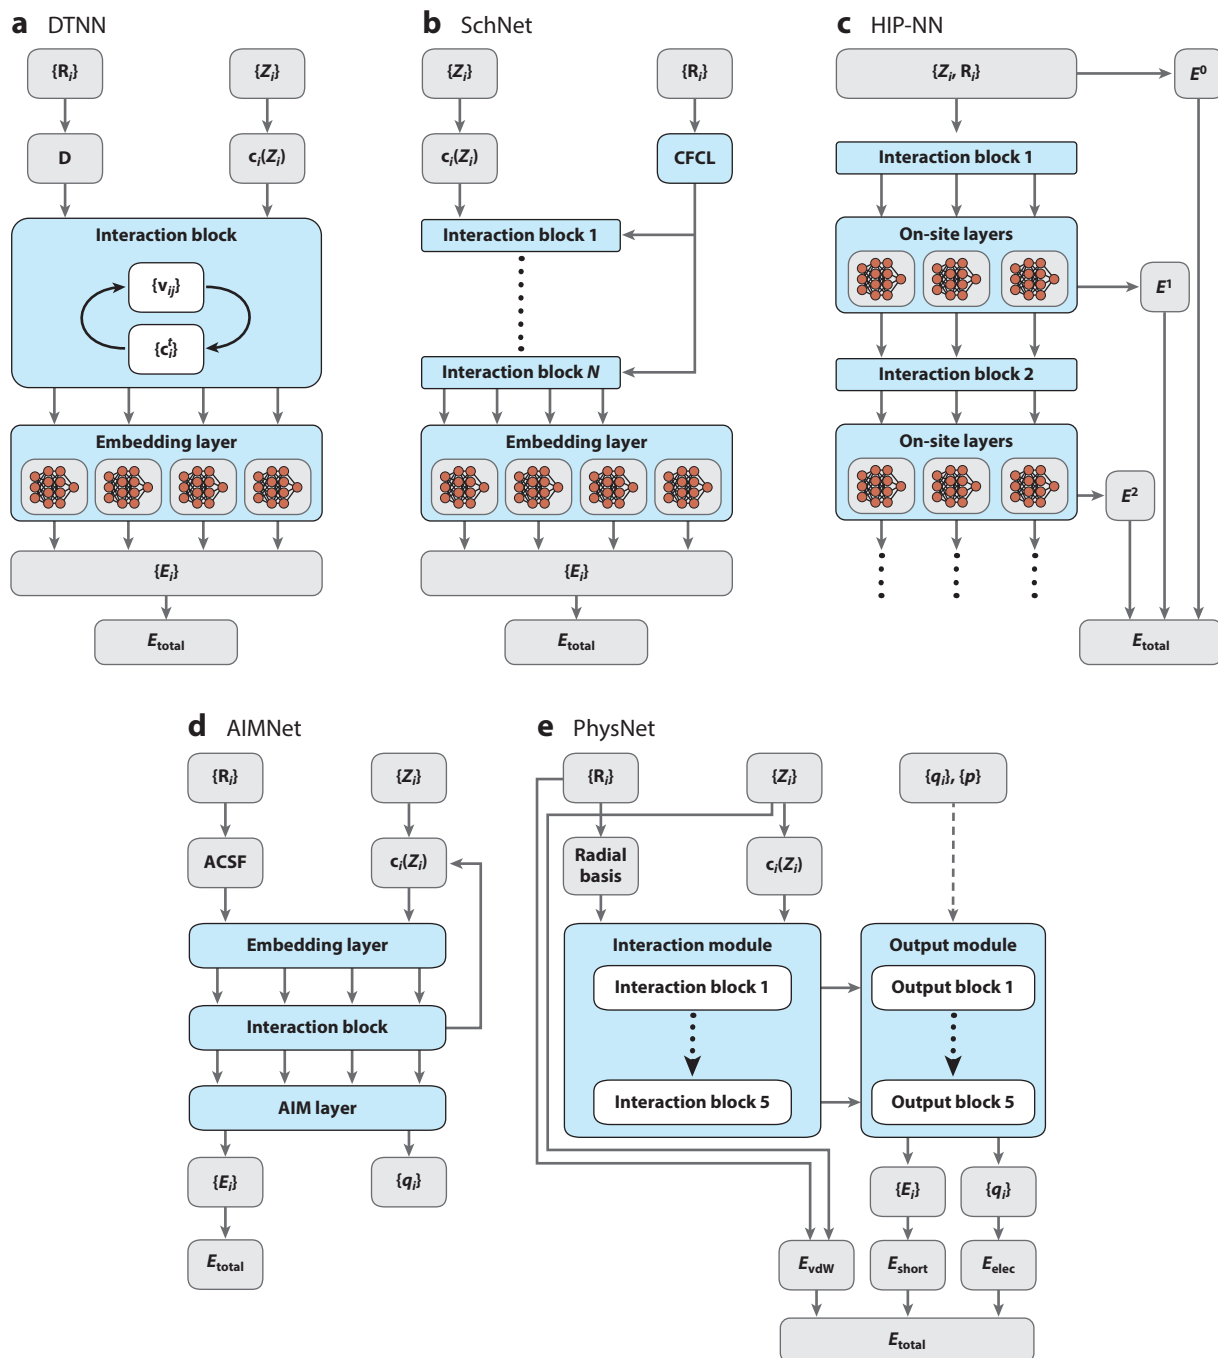 a DTNN
{R_i}
{Z_i}
D
c_i(Z_i)
Interaction block
{v_ij}
{c_i^t}
Embedding layer
{E_i}
E_total
b SchNet
{Z_i}
{R_i}
c_i(Z_i)
CFCL
Interaction block 1
Interaction block N
Embedding layer
{E_i}
E_total
c HIP-NN
{Z_i, R_i}
E^0
Interaction block 1
On-site layers
E^1
Interaction block 2
On-site layers
E^2
E_total
d AIMNet
{R_i}
{Z_i}
ACSF
c_i(Z_i)
Embedding layer
Interaction block
AIM layer
{E_i}
{q_i}
E_total
e PhysNet
{R_i}
{Z_i}
{q_i}, {p}
Radial
basis
c_i(Z_i)
Interaction module
Interaction block 1
Interaction block 5
Output module
Output block 1
Output block 5
{E_i}
{q_i}
E_vdW
E_short
E_elec
E_total